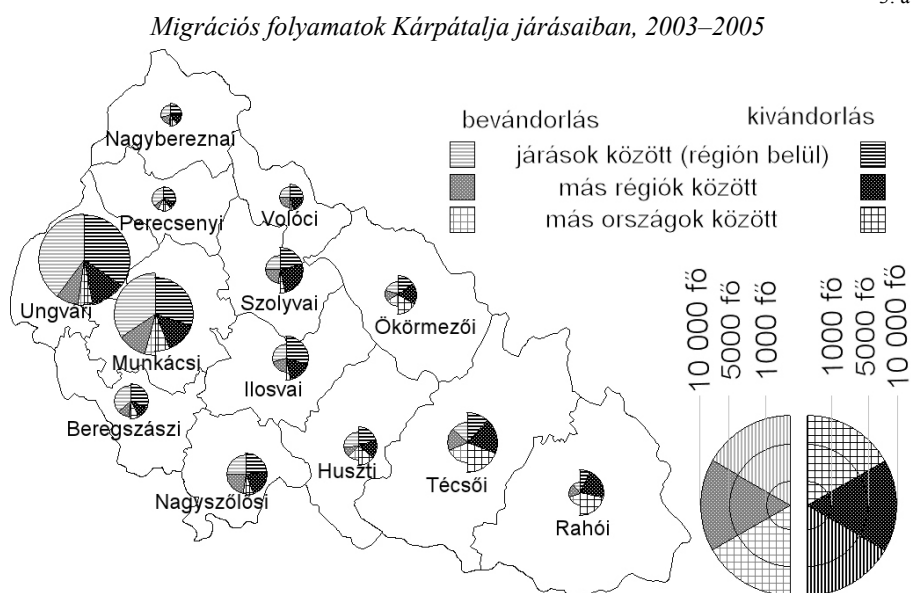 Migrációs folyamatok Kárpátalja járásaiban, 2003–2005
bevándorlás
kivándorlás
járások között (régión belül)
más régiók között
más országok között
Nagybereznai
Perecsenyi
Volóci
Ungvári
Szolyvai
Ökörmezői
Munkácsi
Ilosvai
Beregszászi
Nagyszőlősi
Huszti
Técsői
Rahói
10 000 fő
5000 fő
1000 fő
1000 fő
5000 fő
10 000 fő